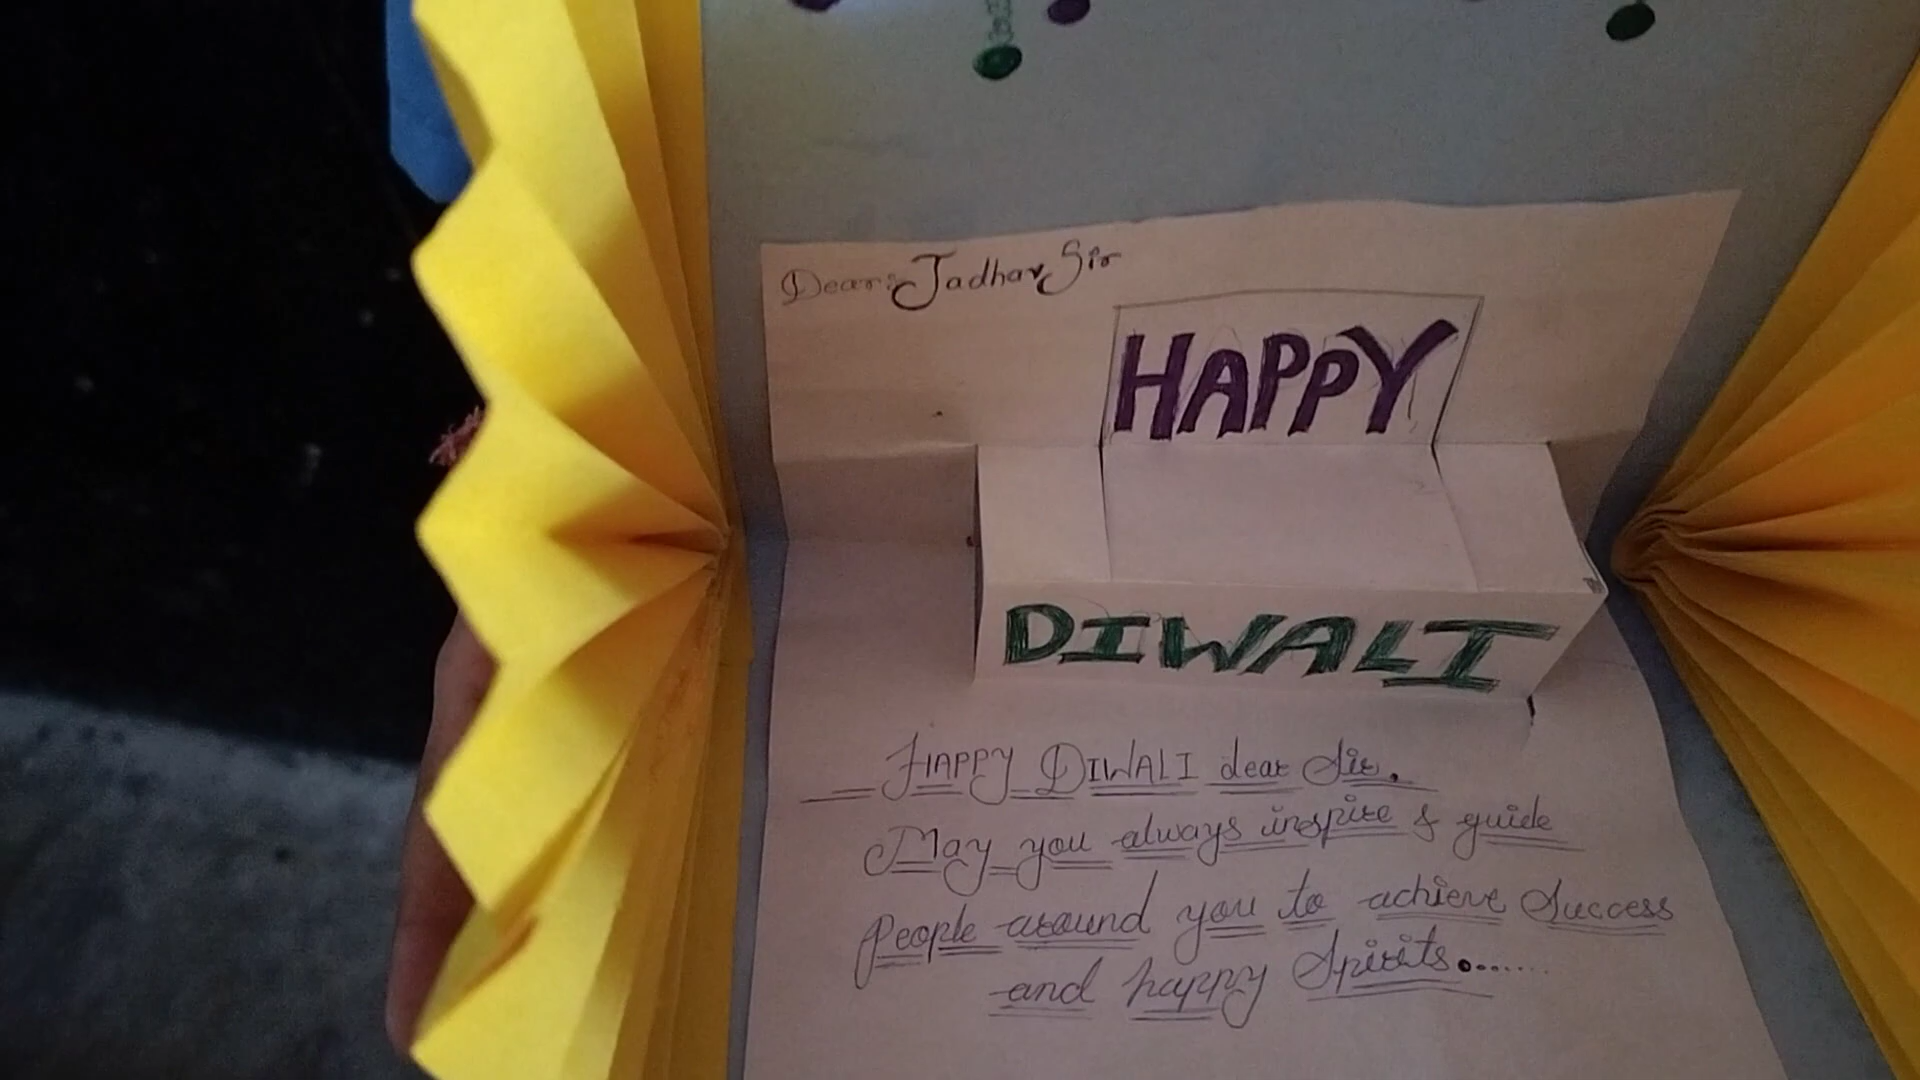 Dear: Jadhav Sir
HAPPY
DIWALI
HAPPY DIWALI dear Sir.
May you always inspire & guide
People around you to achieve Success
and happy Spirits.......